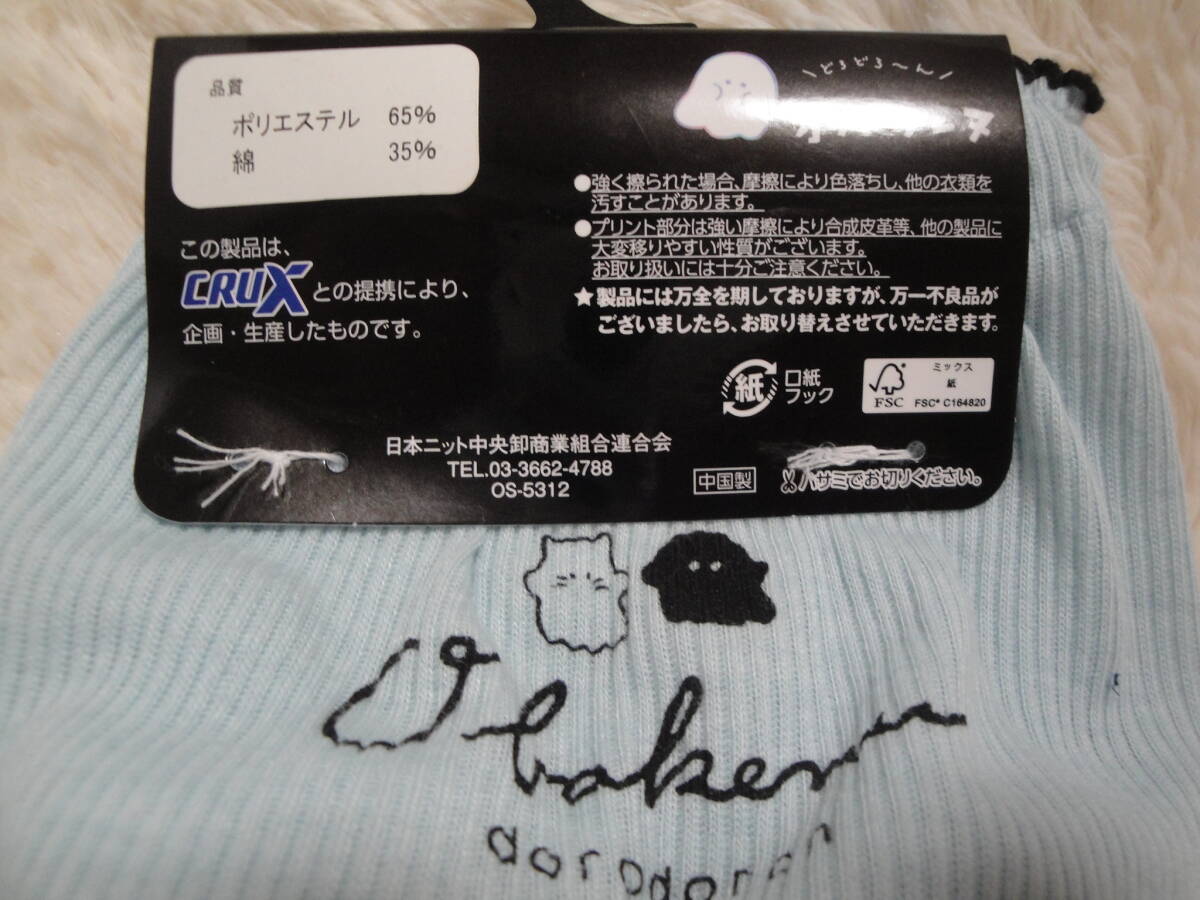 品質
ポリエステル 65%
綿 35%
この製品は、
CRUX との提携により、
企画・生産したものです。
\どろどろ〜ん/
●強く擦られた場合、摩擦により色落ちし、他の衣類を
汚すことがあります。
●プリント部分は強い摩擦により合成皮革等、他の製品に
大変移りやすい性質がございます。
お取り扱いには十分ご注意ください。
★製品には万全を期しておりますが、万一不良品が
ございましたら、お取り替えさせていただきます。
紙
口紙
フック
FSC
ミックス
紙
FSC® C164820
日本ニット中央卸商業組合連合会
TEL.03-3662-4788
OS-5312
中国製
ハサミでお切りください。
Obakenu
dorodoron